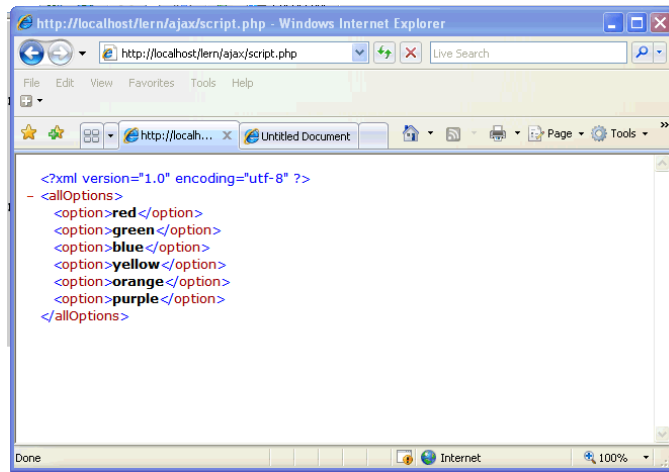 http://localhost/lern/ajax/script.php - Windows Internet Explorer
http://localhost/lern/ajax/script.php Live Search
File Edit View Favorites Tools Help
http://localh... X Untitled Document Page Tools »
<?xml version="1.0" encoding="utf-8" ?>
- <allOptions>
<option>red</option>
<option>green</option>
<option>blue</option>
<option>yellow</option>
<option>orange</option>
<option>purple</option>
</allOptions>
Done Internet 100%